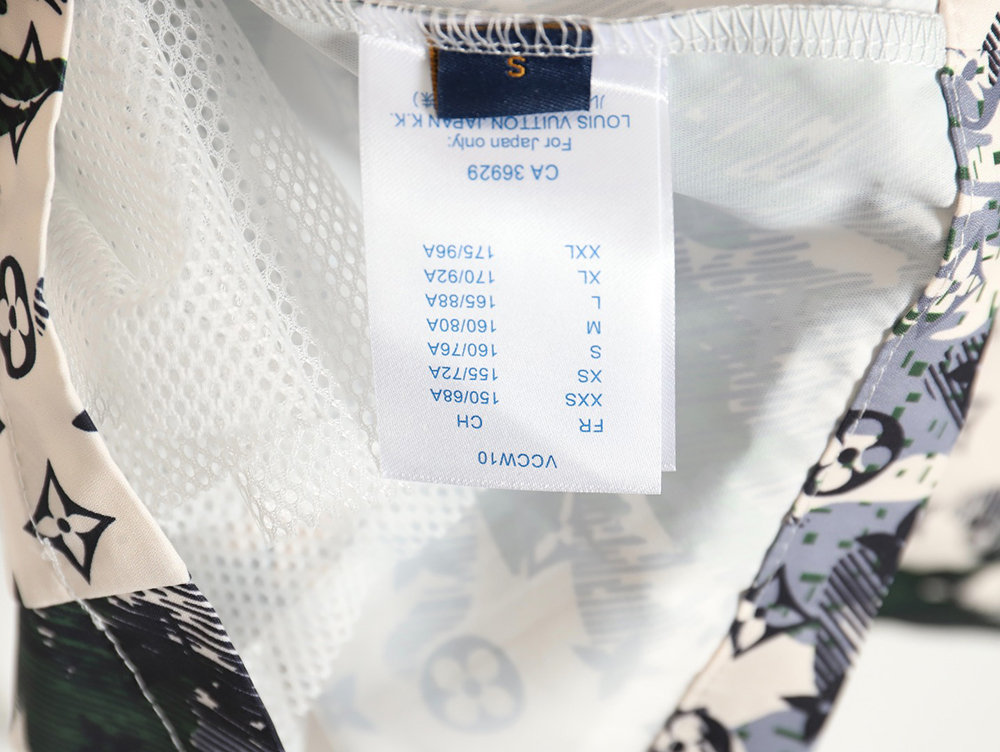 VCCW10
FR CH
XXS 150/68A
XS 155/72A
S 160/76A
M 160/80A
L 165/88A
XL 170/92A
XXL 175/96A
CA 36929
For Japan only:
LOUIS VUITTON JAPAN K.K.
S